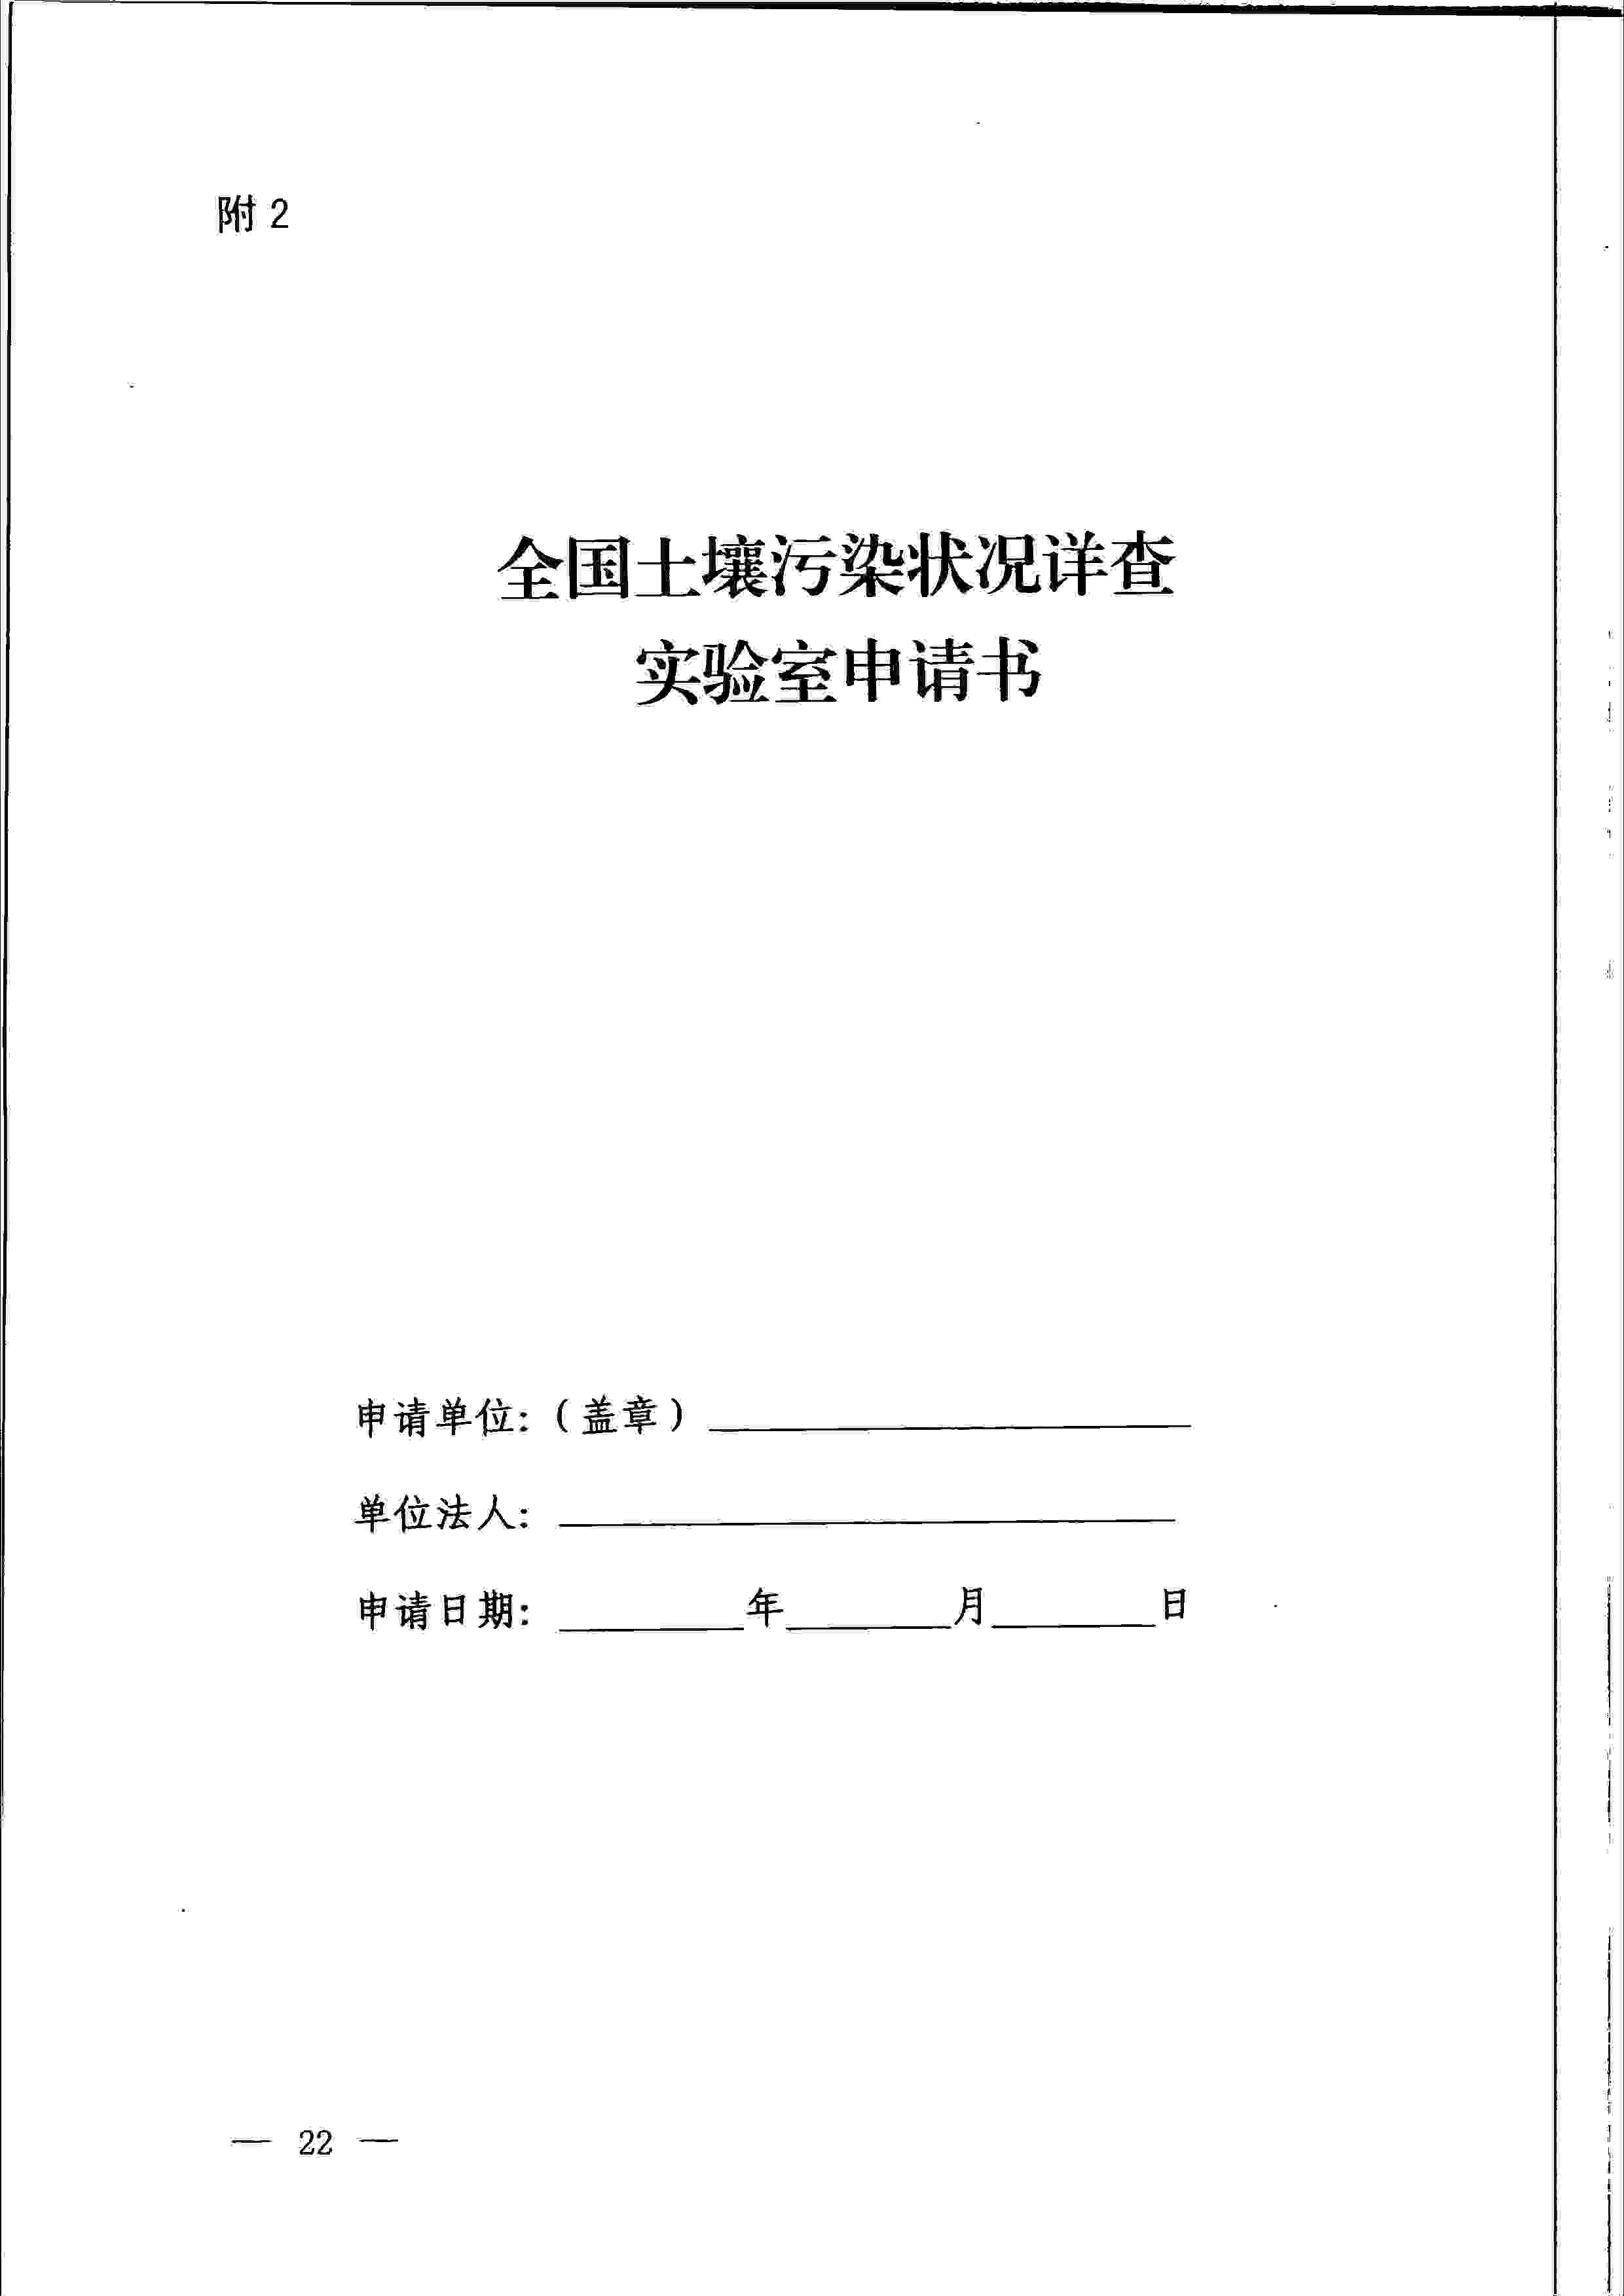 附 2
全国土壤污染状况详查
实验室申请书
申请单位:(盖章)
单位法人:
申请日期: 年 月 日
— 22 —